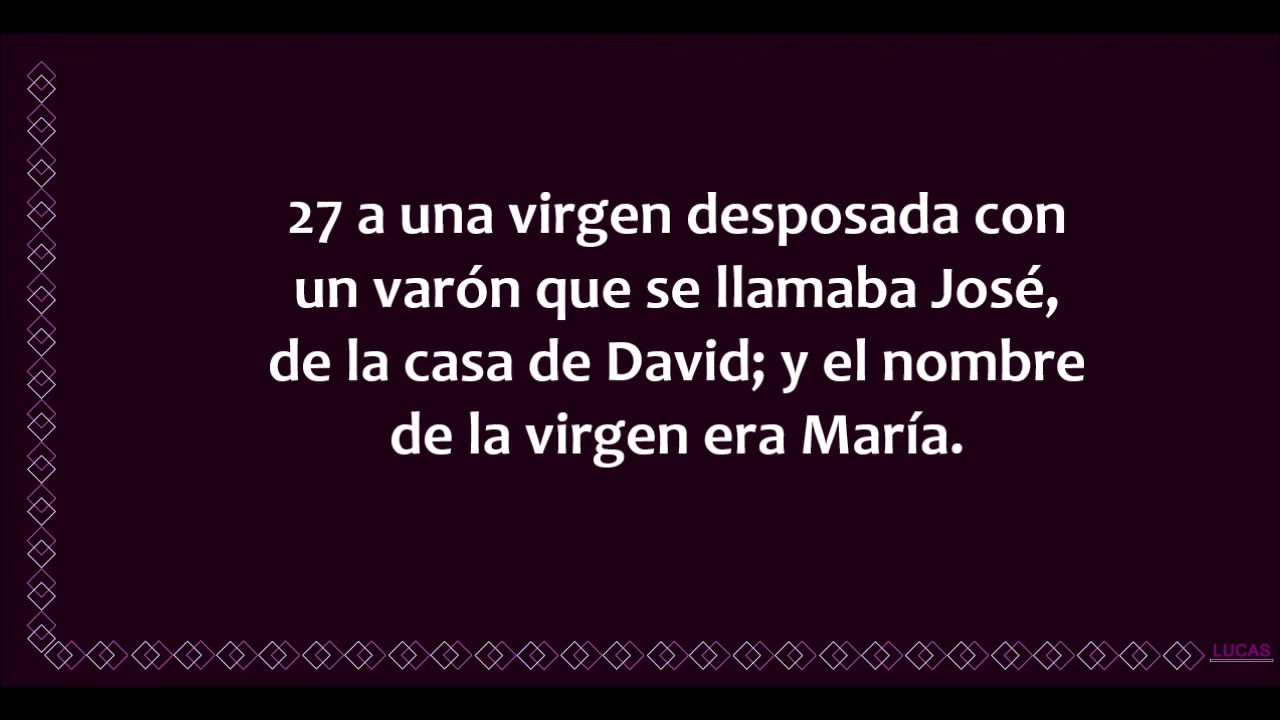 27 a una virgen desposada con
un varón que se llamaba José,
de la casa de David; y el nombre
de la virgen era María.
LUCAS